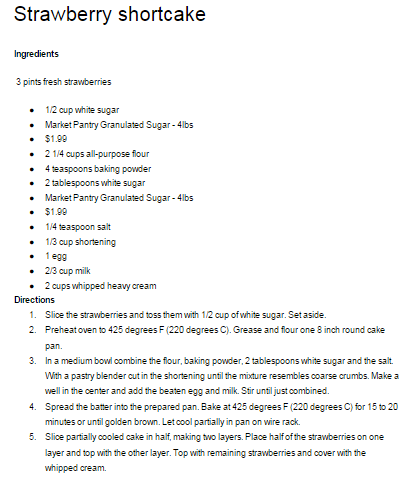 Strawberry shortcake
Ingredients
3 pints fresh strawberries
• 1/2 cup white sugar
• Market Pantry Granulated Sugar - 4lbs
• $1.99
• 2 1/4 cups all-purpose flour
• 4 teaspoons baking powder
• 2 tablespoons white sugar
• Market Pantry Granulated Sugar - 4lbs
• $1.99
• 1/4 teaspoon salt
• 1/3 cup shortening
• 1 egg
• 2/3 cup milk
• 2 cups whipped heavy cream
Directions
1. Slice the strawberries and toss them with 1/2 cup of white sugar. Set aside.
2. Preheat oven to 425 degrees F (220 degrees C). Grease and flour one 8 inch round cake
pan.
3. In a medium bowl combine the flour, baking powder, 2 tablespoons white sugar and the salt.
With a pastry blender cut in the shortening until the mixture resembles coarse crumbs. Make a
well in the center and add the beaten egg and milk. Stir until just combined.
4. Spread the batter into the prepared pan. Bake at 425 degrees F (220 degrees C) for 15 to 20
minutes or until golden brown. Let cool partially in pan on wire rack.
5. Slice partially cooled cake in half, making two layers. Place half of the strawberries on one
layer and top with the other layer. Top with remaining strawberries and cover with the
whipped cream.